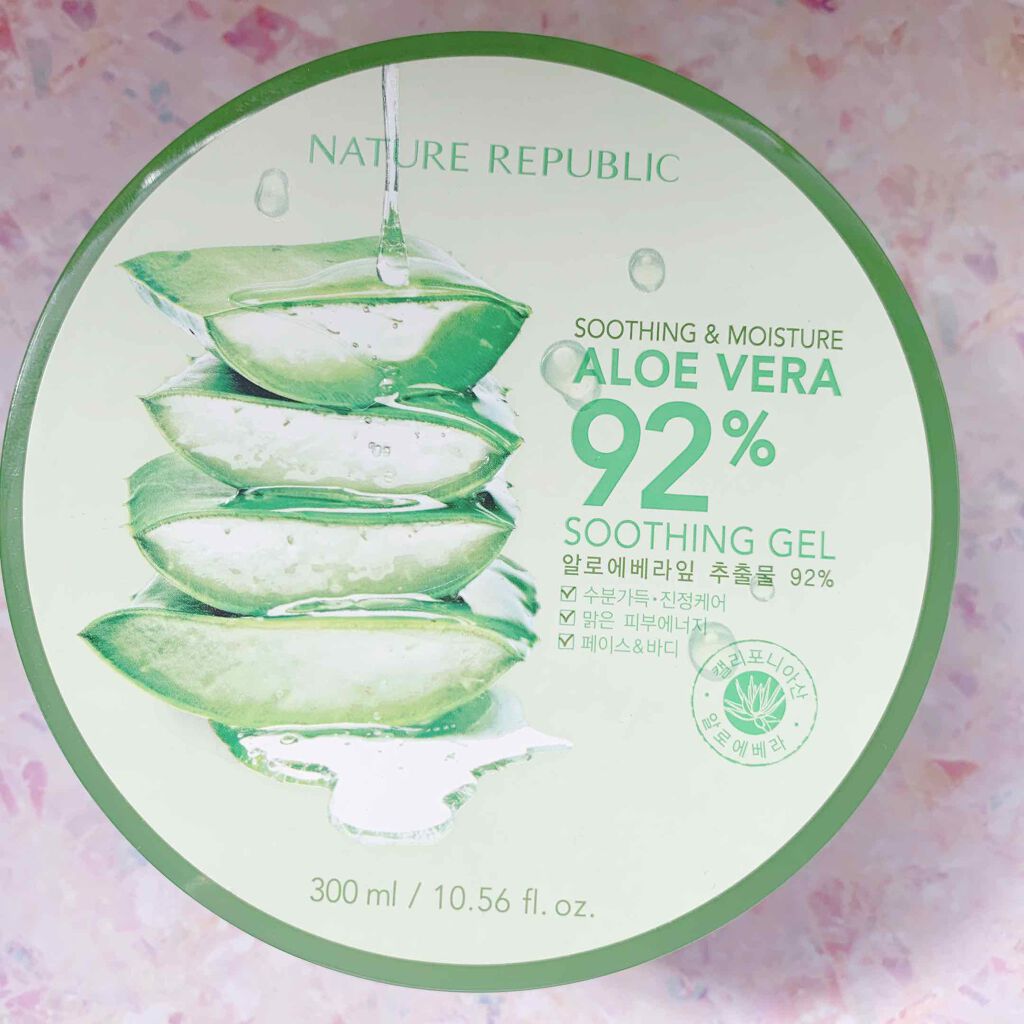 NATURE REPUBLIC
SOOTHING & MOISTURE
ALOE VERA
92%
SOOTHING GEL
알로에베라잎 추출물 92%
수분가득·진정케어
맑은 피부에너지
페이스&바디
캘리포니아산
알로에베라
300 ml / 10.56 fl. oz.